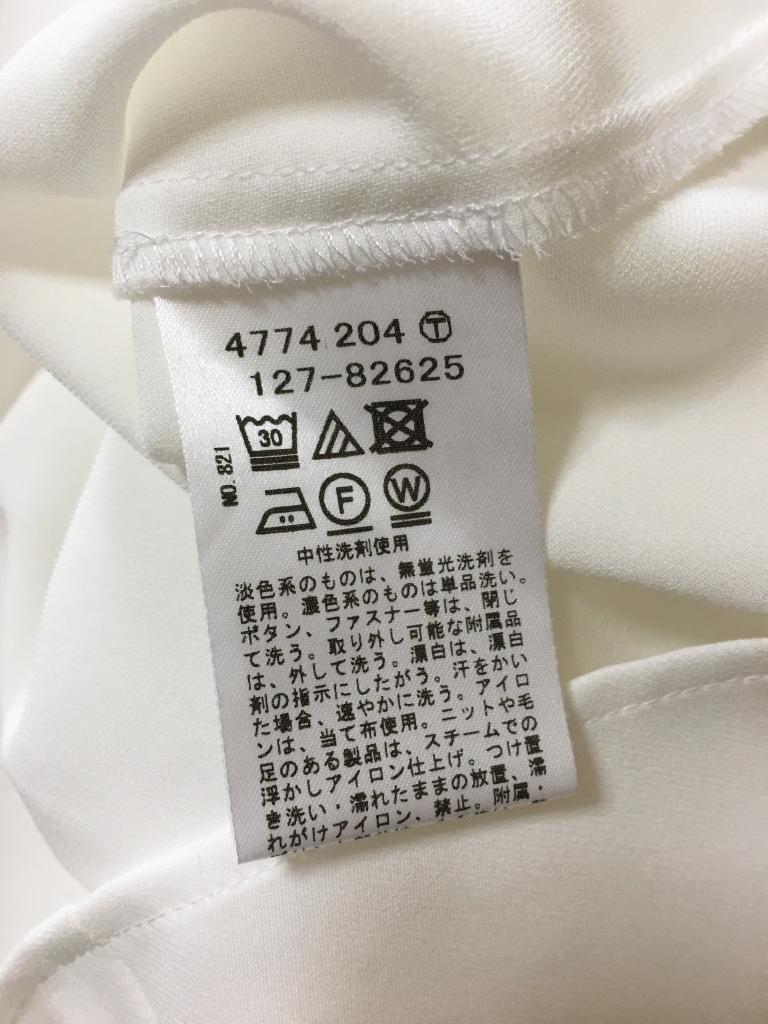 4774 204 Ⓣ
127-82625
NO. 821
30
F W
中性洗剤使用
淡色系のものは、無蛍光洗剤を
使用。濃色系のものは単品洗い。
ボタン、ファスナー等は、閉じ
て洗う。取り外し可能な附属品
は、外して洗う。漂白は、漂白
剤の指示にしたがう。汗をかい
た場合、速やかに洗う。アイロ
ンは、当て布使用。ニットや毛
足のある製品は、スチームでの
浮かしアイロン仕上げ。つけ置
き洗い・濡れたままの放置、濡
れがけアイロン、禁止。附属・